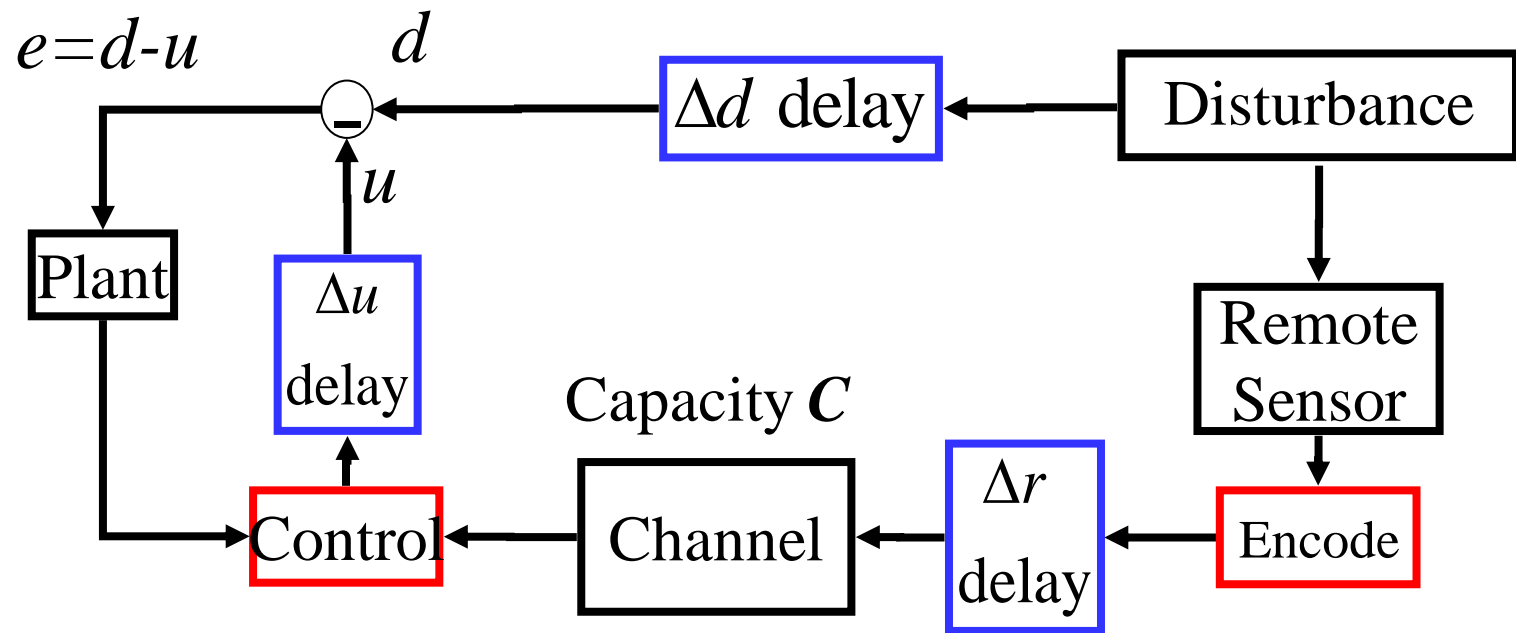 e=d-u
d
Δd delay
Disturbance
-
u
Plant
Δu
delay
Remote
Sensor
Capacity C
Δr
delay
Control
Channel
Encode